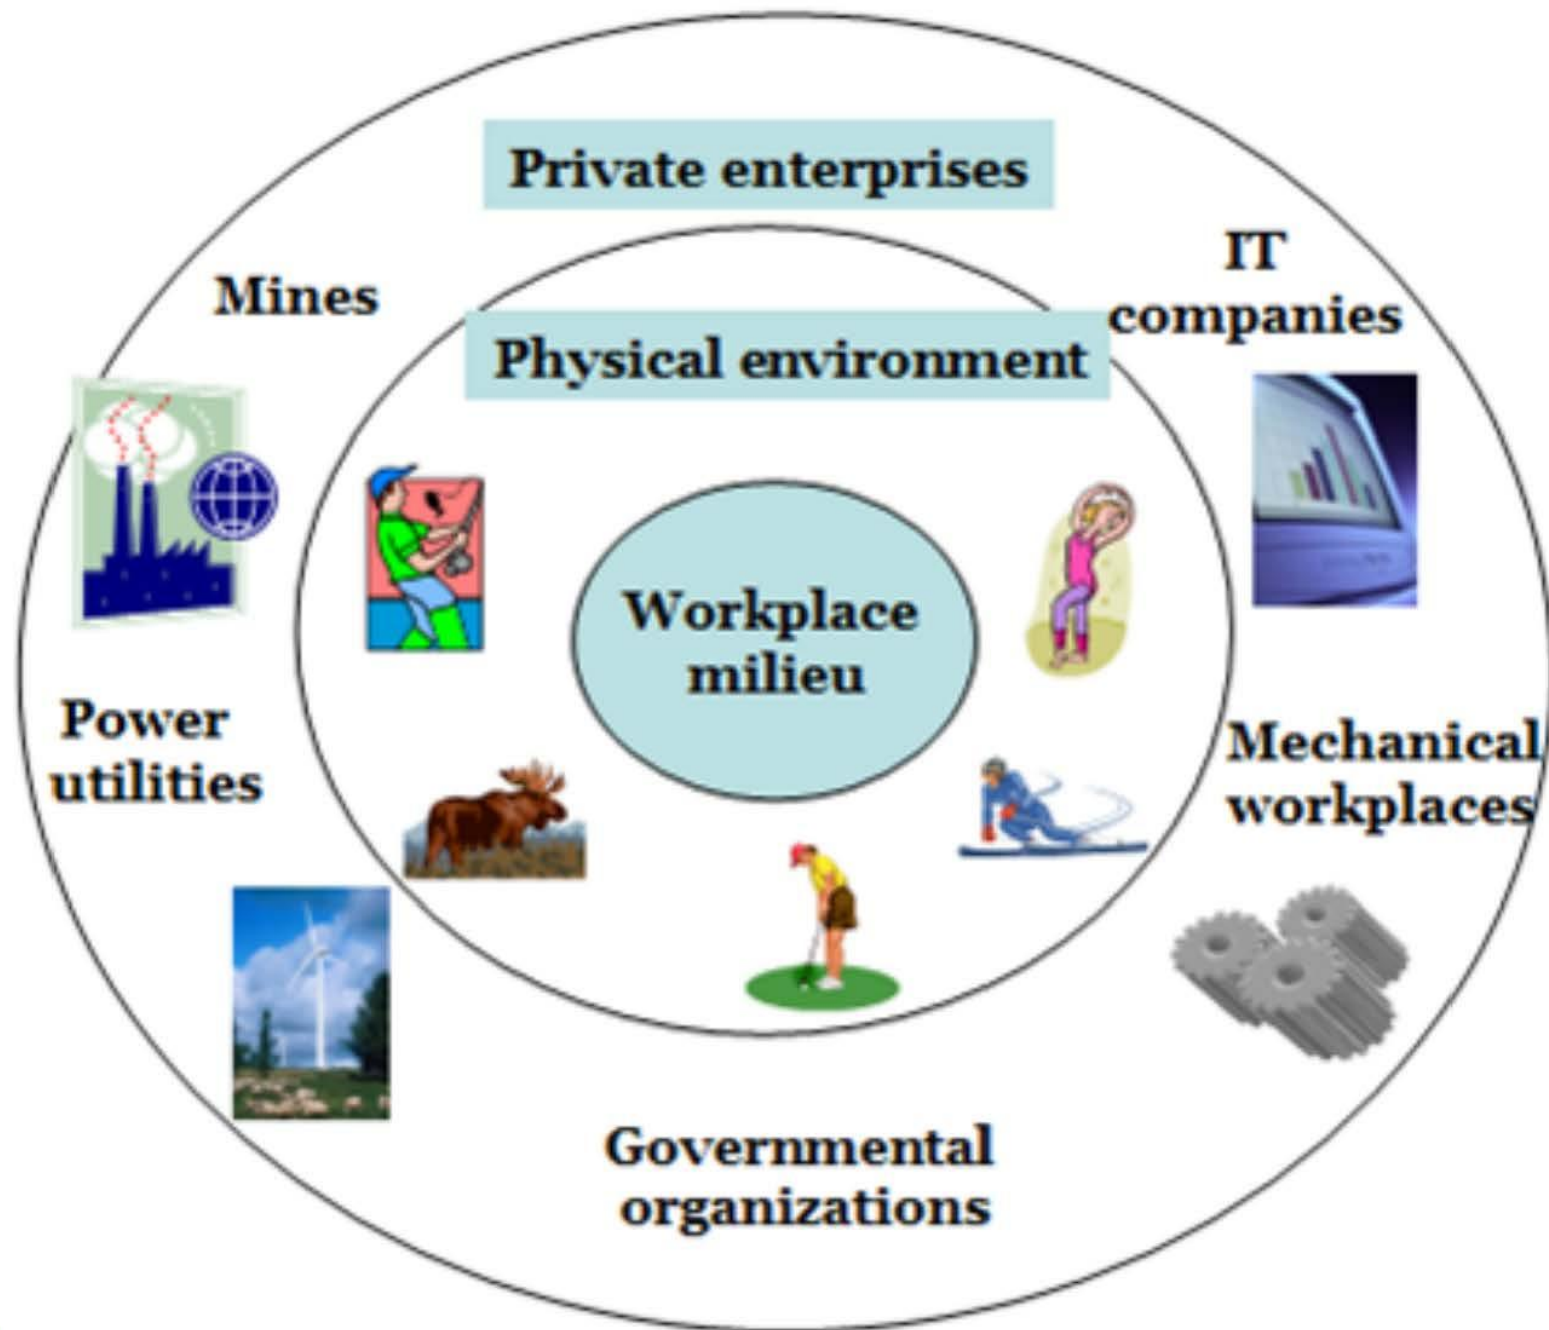 Private enterprises
IT
companies
Mines
Physical environment
Workplace
milieu
Power
utilities
Mechanical
workplaces
Governmental
organizations